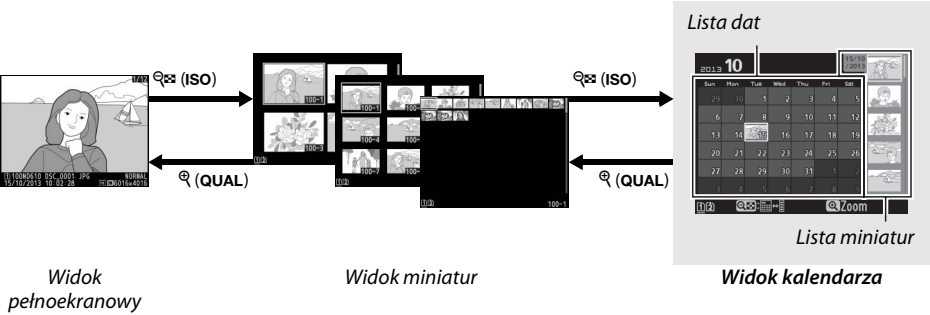 Lista dat
(ISO)
(ISO)
(QUAL)
(QUAL)
1/12
100ND610 DSC_0001. JPG NORMAL
15/10/2013 10:02:28 6016x4016
100-1
100-3
100-1
100-4
100-7
100-1
2013 10
15/10
/2013
Sun Mon Tue Wed Thu Fri Sat
29 30 1 2 3 4 5
6 7 8 9 10 11 12
13 14 15 16 17 18 19
20 21 22 23 24 25 26
27 28 29 30 31 1 2
3 4 5 6 7 8 9
Zoom
Lista miniatur
Widok
pełnoekranowy
Widok miniatur
Widok kalendarza